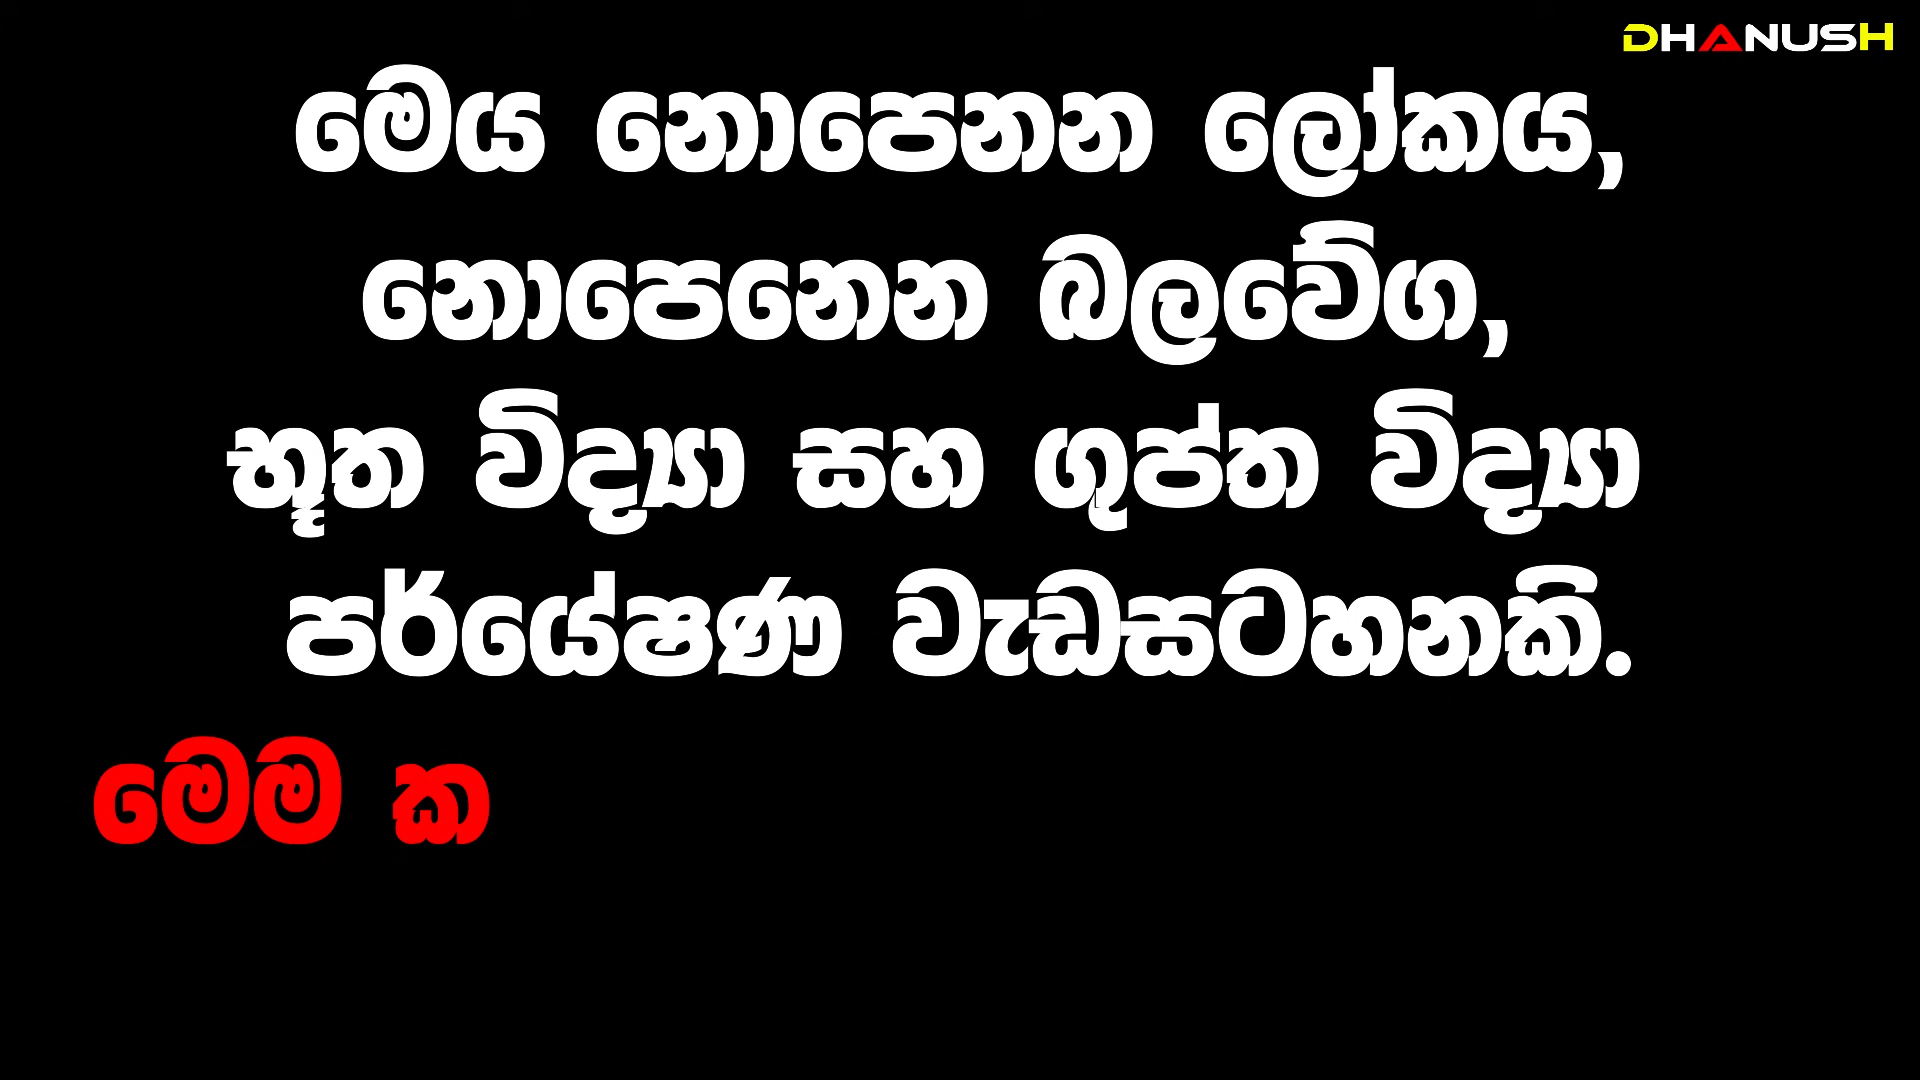 DHANUSH
මෙය නොපෙනන ලෝකය,
නොපෙනෙන බලවේග,
භූත විද්‍යා සහ ගුප්ත විද්‍යා
පර්යේෂණ වැඩසටහනකි.
මෙම ක